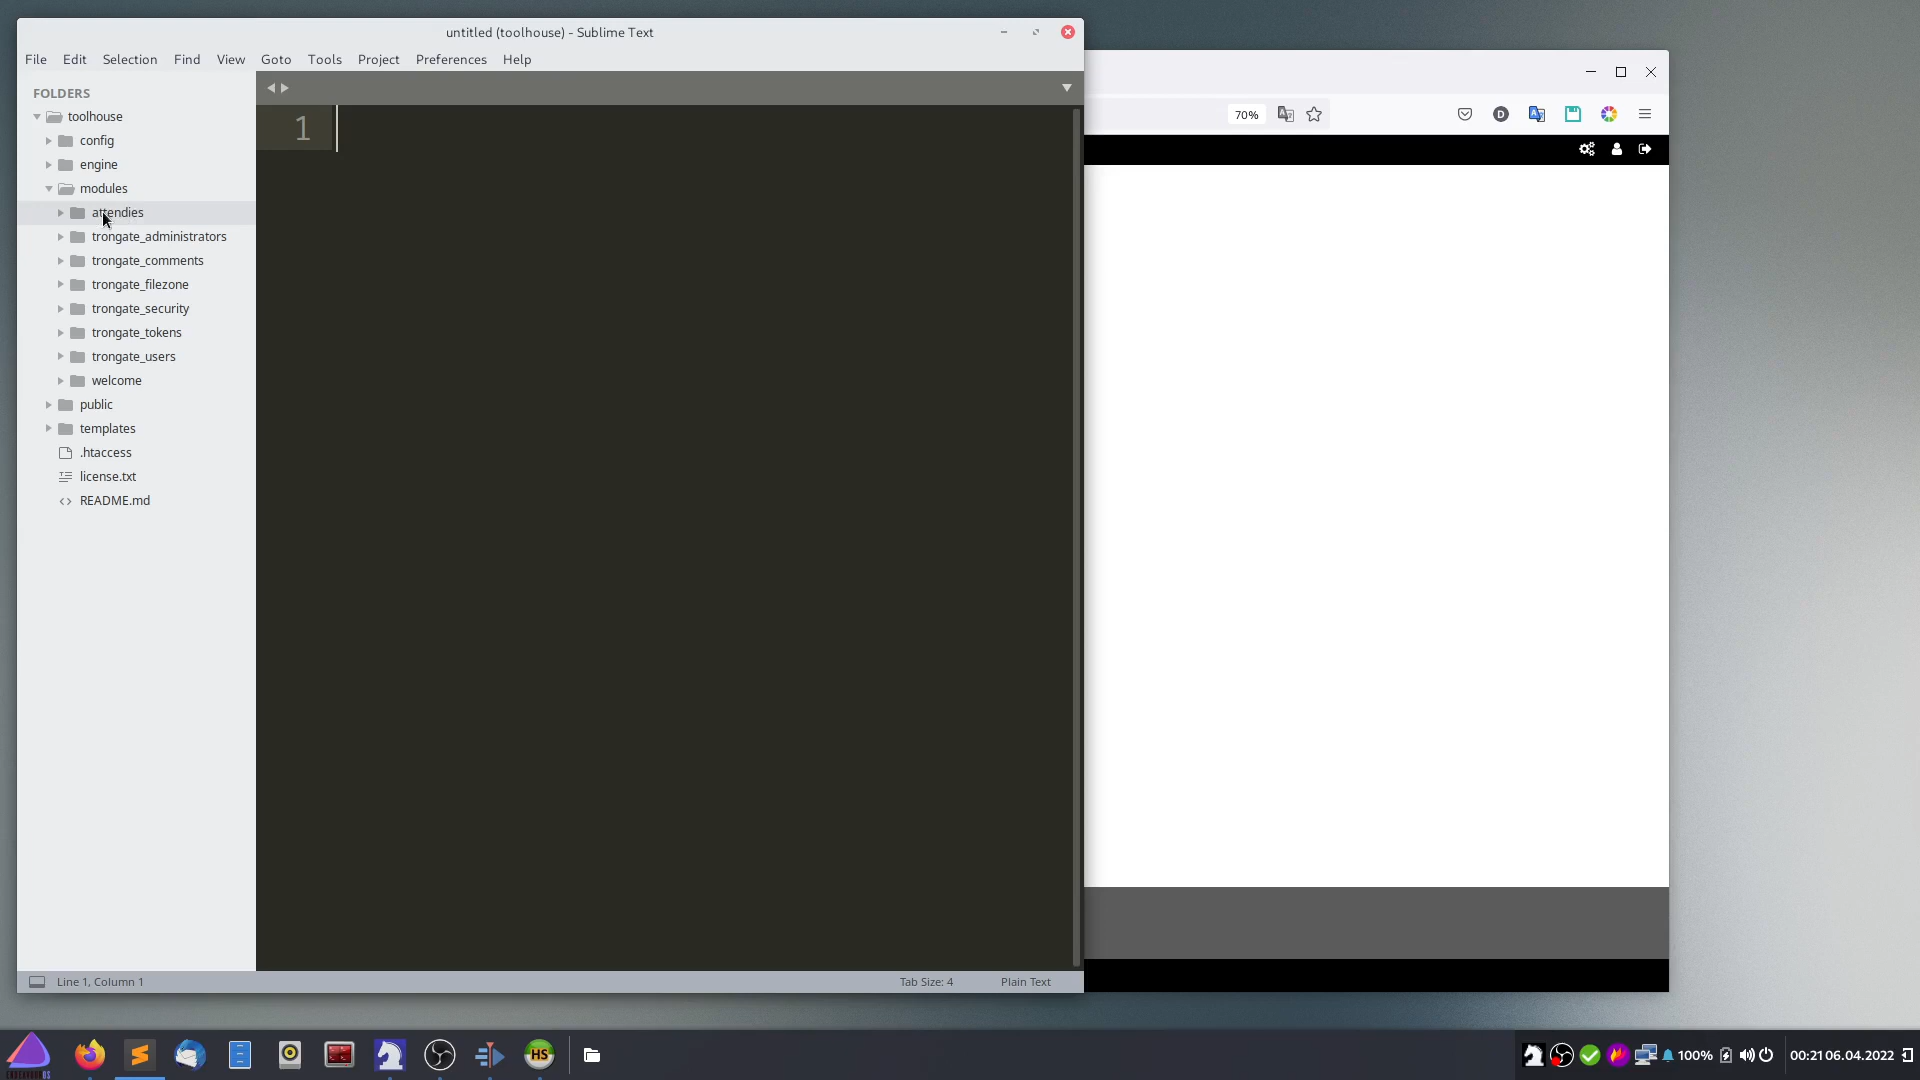 untitled (toolhouse) - Sublime Text
File Edit Selection Find View Goto Tools Project Preferences Help
FOLDERS
toolhouse
config
engine
modules
attendies
trongate_administrators
trongate_comments
trongate_filezone
trongate_security
trongate_tokens
trongate_users
welcome
public
templates
.htaccess
license.txt
README.md
1
70%
D
Line 1, Column 1
Tab Size: 4
Plain Text
HS
100%
00:21 06.04.2022